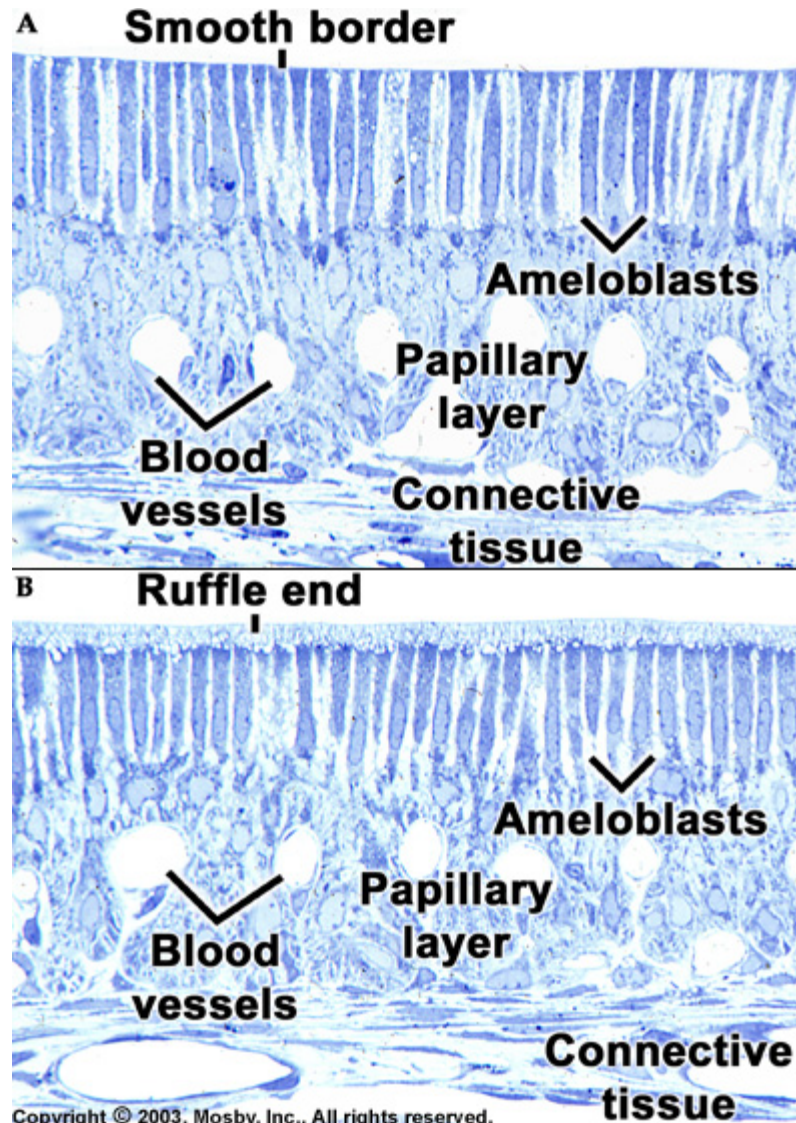 A
Smooth border
Ameloblasts
Papillary
layer
Blood
vessels
Connective
tissue
B
Ruffle end
Ameloblasts
Papillary
layer
Blood
vessels
Connective
tissue
Copyright © 2003, Mosby, Inc., All rights reserved.